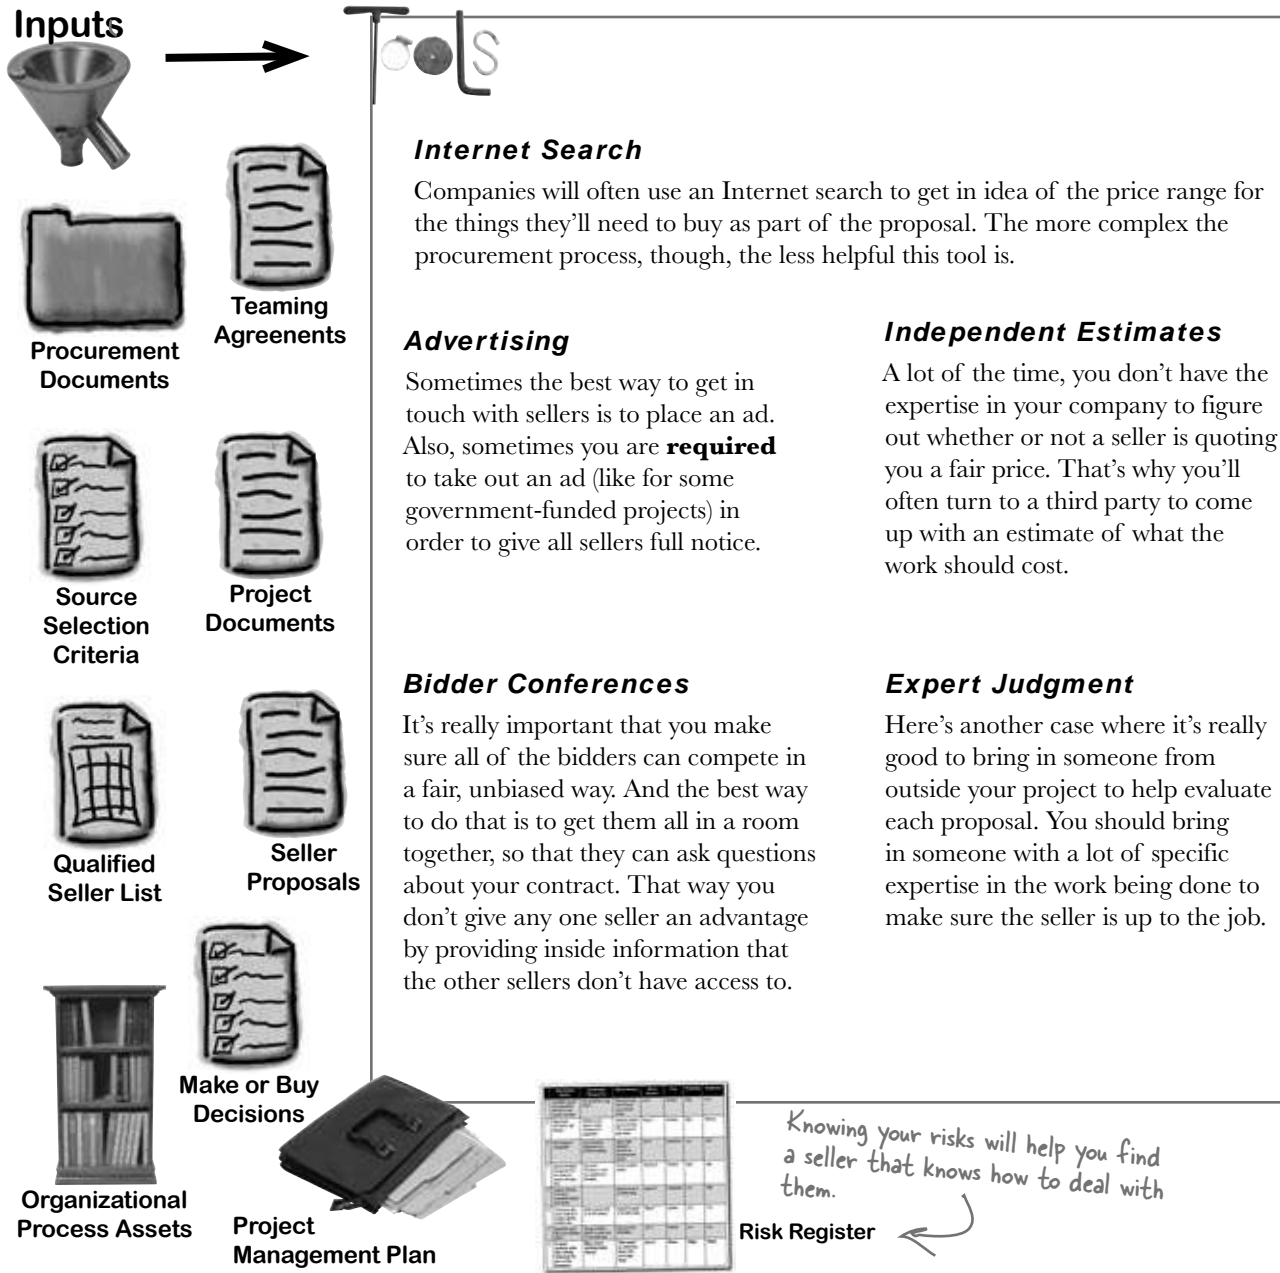 Inputs
Tools
Internet Search
Companies will often use an Internet search to get in idea of the price range for
the things they'll need to buy as part of the proposal. The more complex the
procurement process, though, the less helpful this tool is.
Teaming
Agreenents
Procurement
Documents
Advertising
Sometimes the best way to get in
touch with sellers is to place an ad.
Also, sometimes you are required
to take out an ad (like for some
government-funded projects) in
order to give all sellers full notice.
Independent Estimates
A lot of the time, you don't have the
expertise in your company to figure
out whether or not a seller is quoting
you a fair price. That's why you'll
often turn to a third party to come
up with an estimate of what the
work should cost.
Source
Selection
Criteria
Project
Documents
Bidder Conferences
It's really important that you make
sure all of the bidders can compete in
a fair, unbiased way. And the best way
to do that is to get them all in a room
together, so that they can ask questions
about your contract. That way you
don't give any one seller an advantage
by providing inside information that
the other sellers don't have access to.
Expert Judgment
Here's another case where it's really
good to bring in someone from
outside your project to help evaluate
each proposal. You should bring
in someone with a lot of specific
expertise in the work being done to
make sure the seller is up to the job.
Qualified
Seller List
Seller
Proposals
Make or Buy
Decisions
Organizational
Process Assets
Project
Management Plan
Risk Register
Knowing your risks will help you find
a seller that knows how to deal with
them.